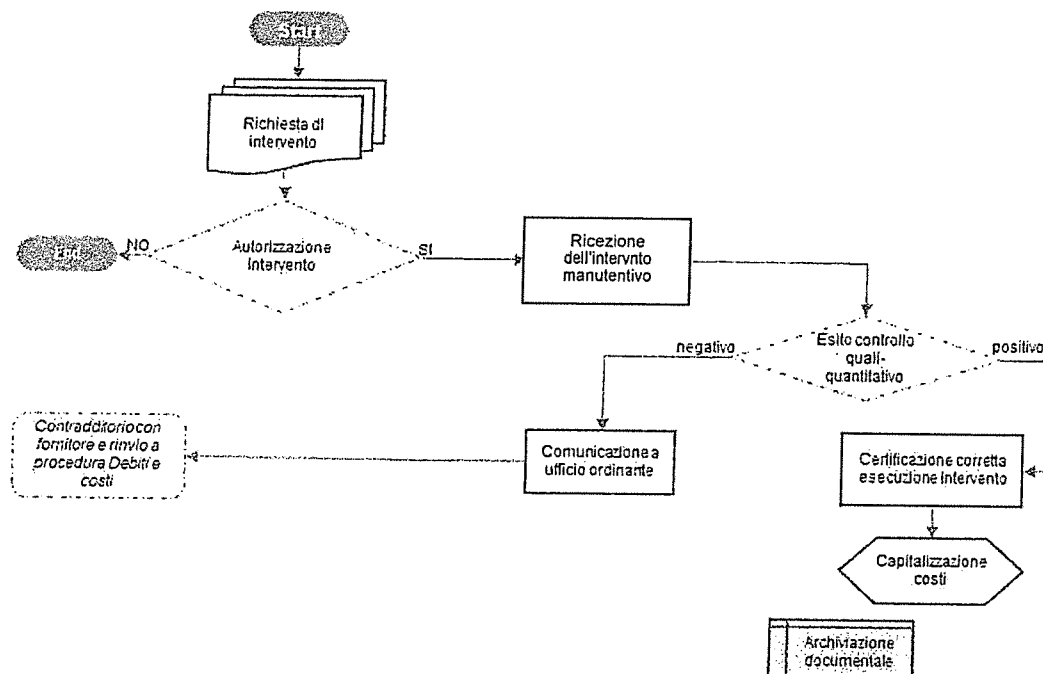 Start
Richiesta di
intervento
Autorizzazione
Intervento
NO
End
SI
Ricezione
dell'intervnto
manutentivo
Esito controllo
quali-
quantitativo
negativo
positivo
Contradditorio con
fornitore e rinvio a
procedura Debiti e
costi
Comunicazione a
ufficio ordinante
Certificazione corretta
esecuzione Intervento
Capitalizzazione
costi
Archiviazione
documentale